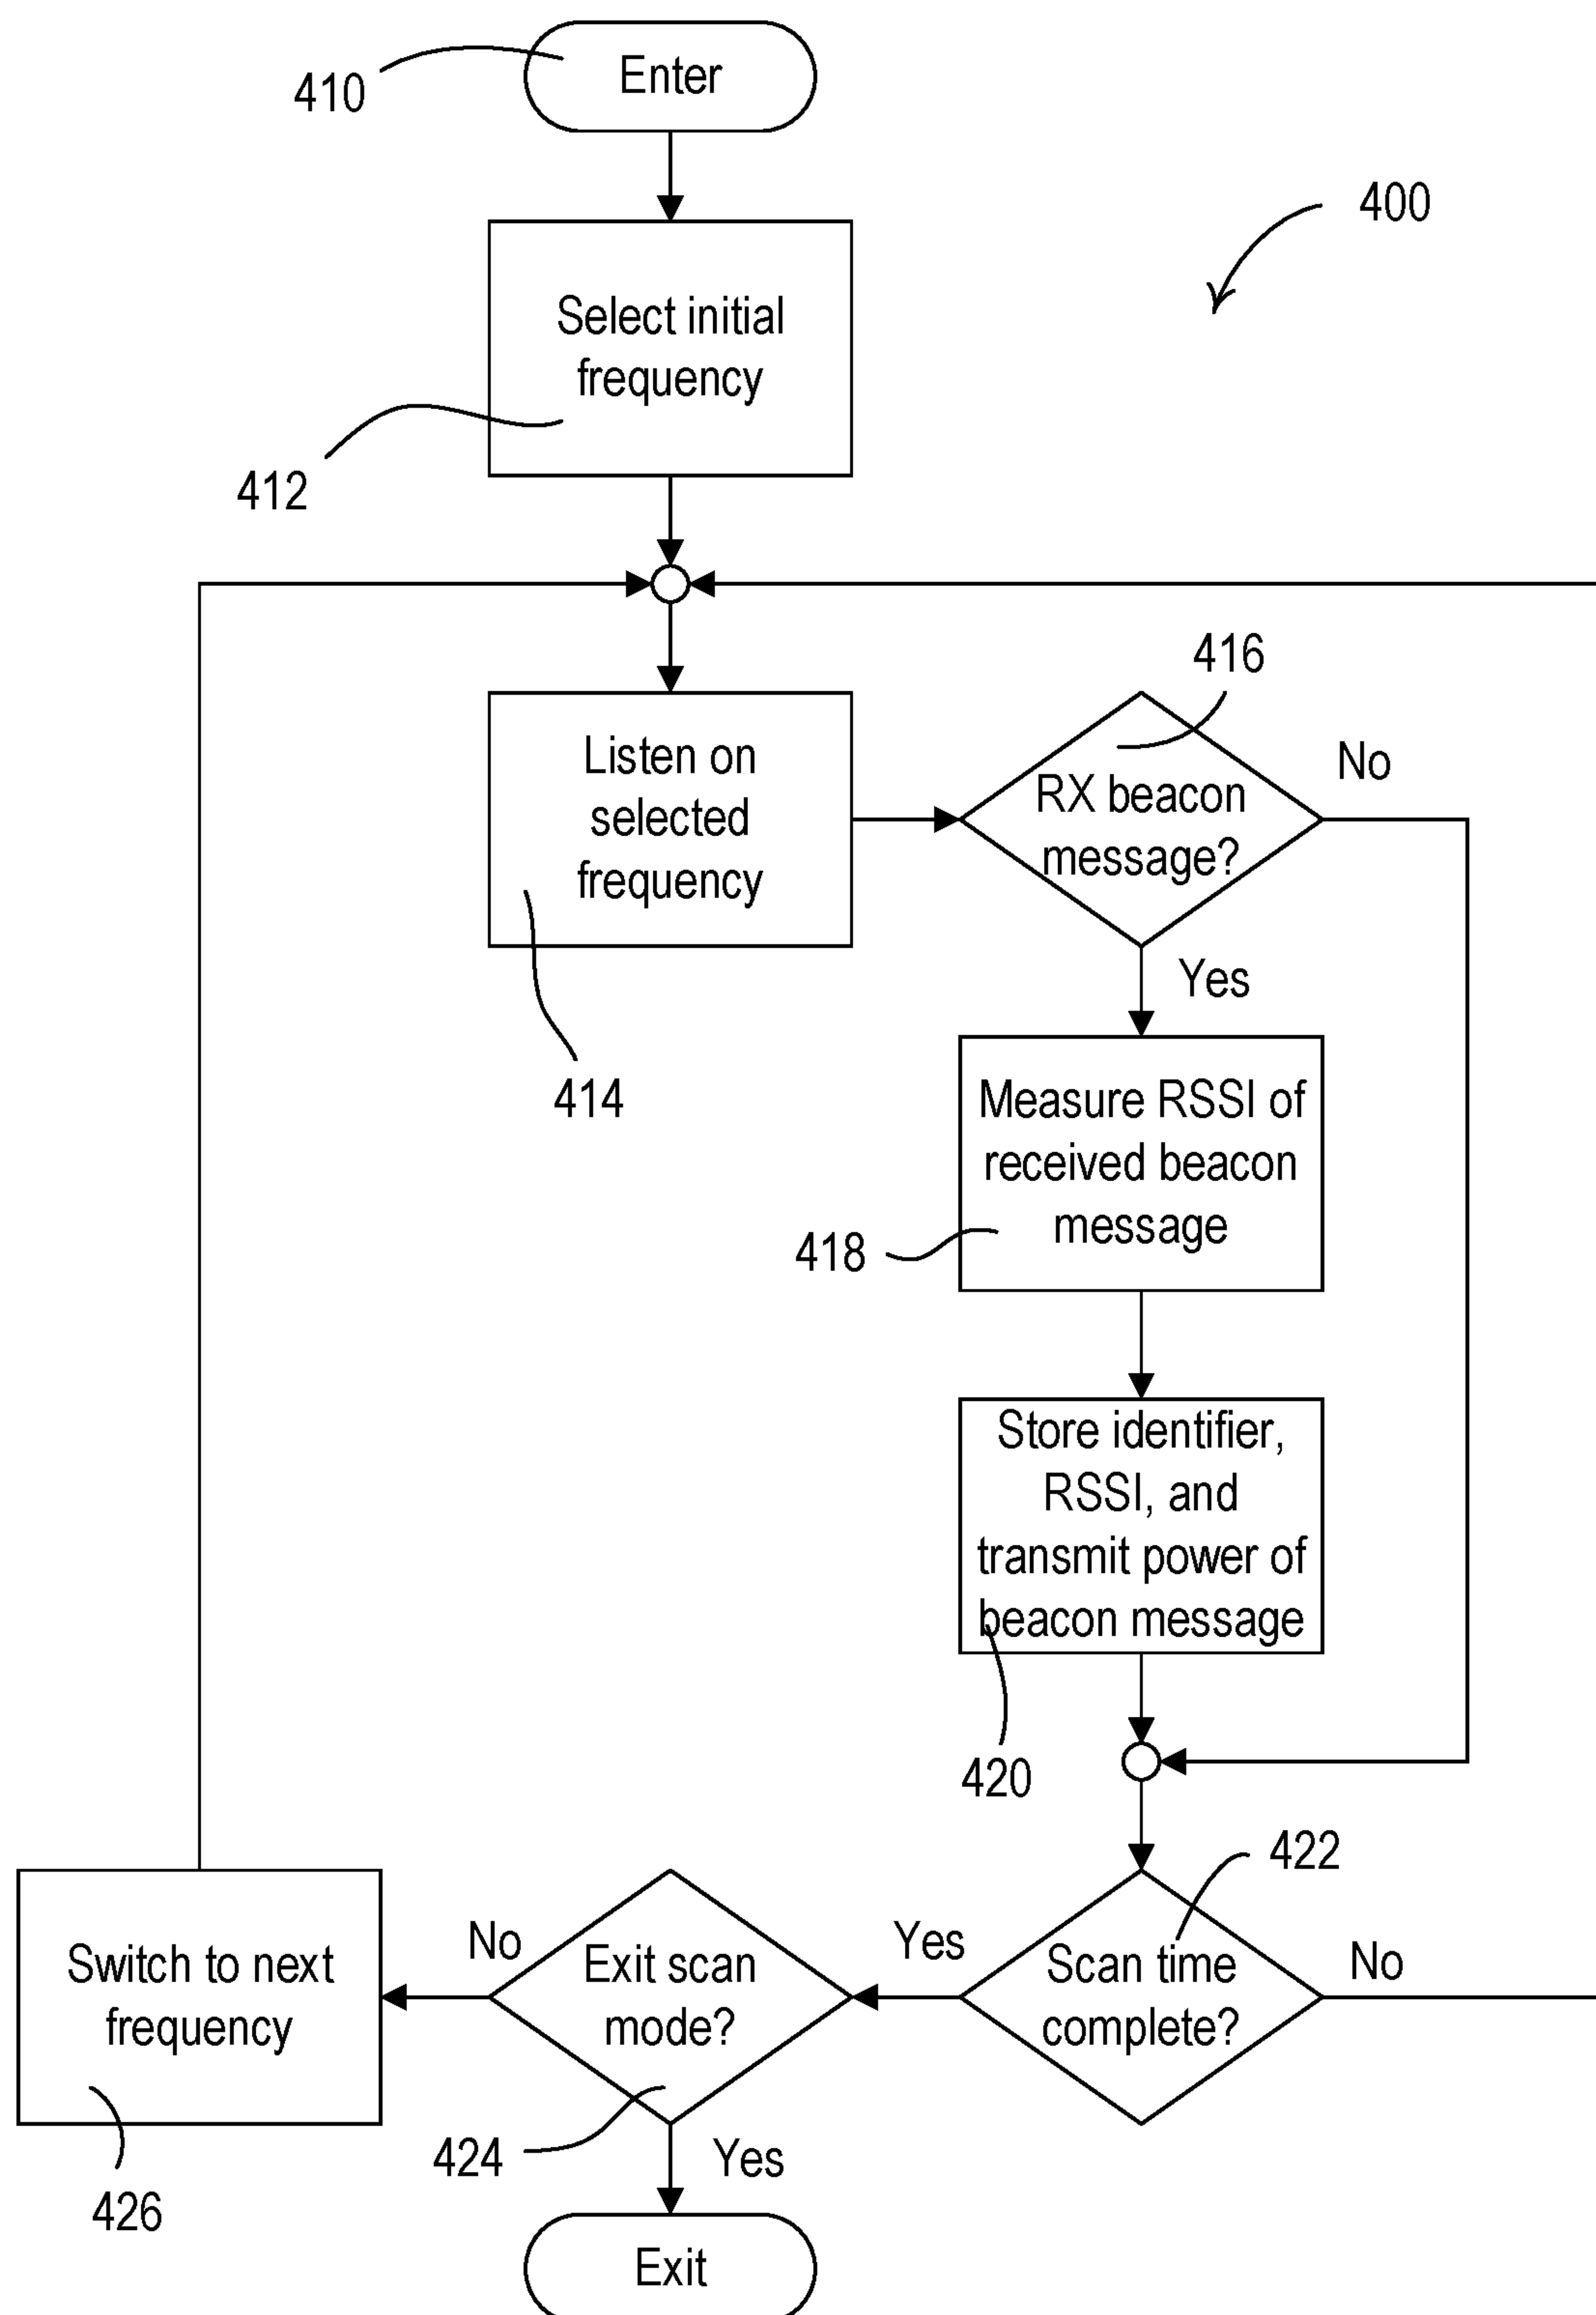 Enter
410
400
Select initial
frequency
412
416
No
Listen on
selected
frequency
RX beacon
message?
Yes
414
Measure RSSI of
received beacon
message
418
Store identifier,
RSSI, and
transmit power of
beacon message
420
422
No
Yes
No
Switch to next
frequency
Exit scan
mode?
Scan time
complete?
424
Yes
426
Exit